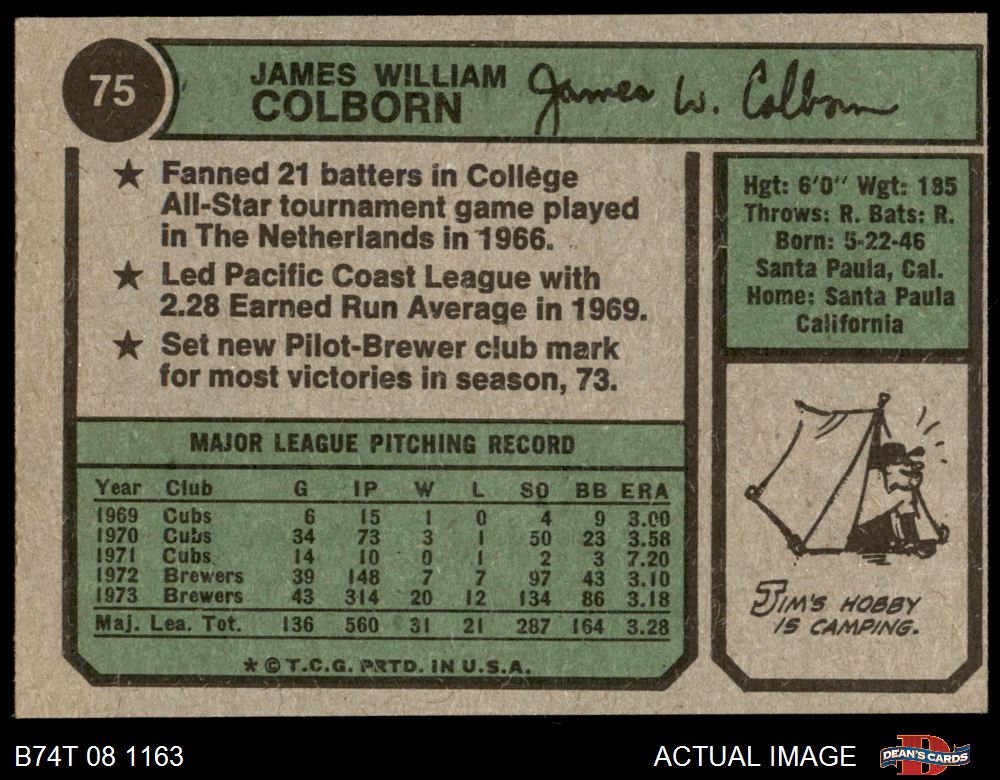 75
JAMES WILLIAM
COLBORN
James W. Colborn
★ Fanned 21 batters in College
All-Star tournament game played
in The Netherlands in 1966.
★ Led Pacific Coast League with
2.28 Earned Run Average in 1969.
★ Set new Pilot-Brewer club mark
for most victories in season, 73.
Hgt: 6'0" Wgt: 185
Throws: R. Bats: R.
Born: 5-22-46
Santa Paula, Cal.
Home: Santa Paula
California
MAJOR LEAGUE PITCHING RECORD
Year Club G IP W L SO BB ERA
1969 Cubs 6 15 1 0 4 9 3.00
1970 Cubs 34 73 3 1 50 23 3.58
1971 Cubs 14 10 0 1 2 3 7.20
1972 Brewers 39 148 7 7 97 43 3.10
1973 Brewers 43 314 20 12 134 86 3.18
Maj. Lea. Tot. 136 560 31 21 287 164 3.28
★ © T.C.G. PRTD. IN U.S.A.
JIM'S HOBBY
IS CAMPING.
B74T 08 1163
ACTUAL IMAGE
DEAN'S CARDS